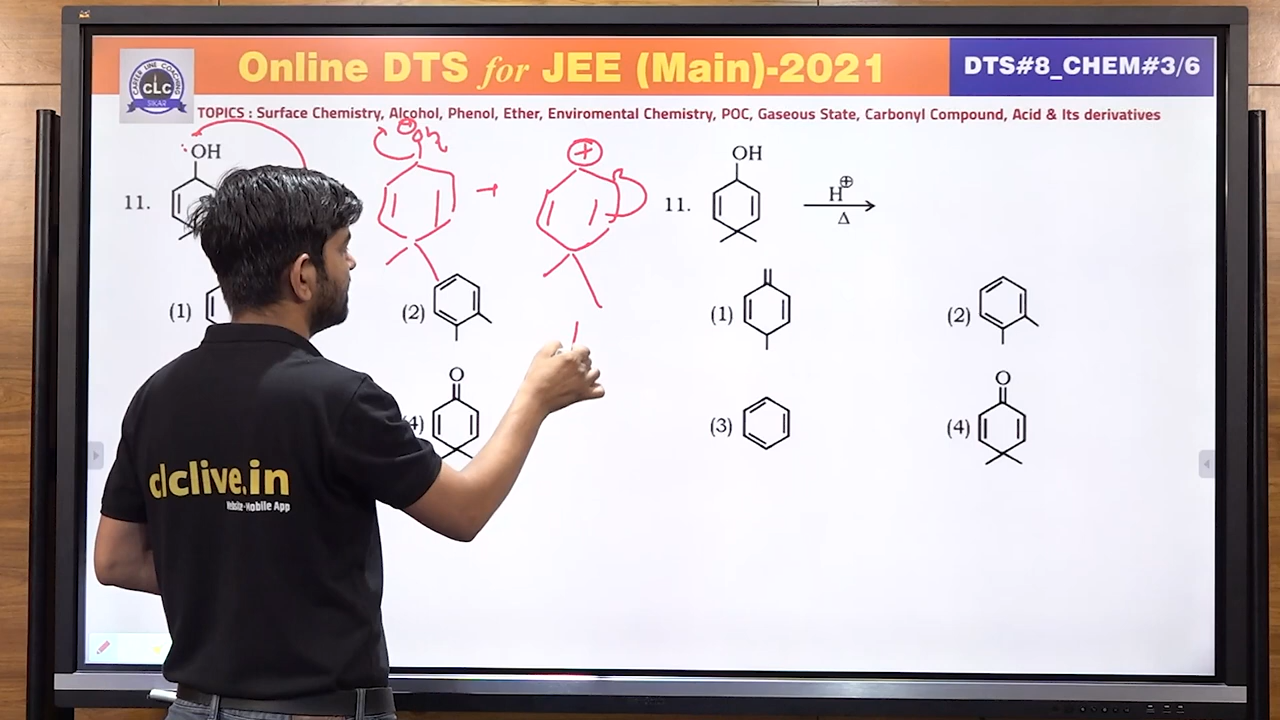 Online DTS for JEE (Main)-2021
DTS#8_CHEM#3/6
CAREER LINE COACHING
CLC
SIKAR
TOPICS : Surface Chemistry, Alcohol, Phenol, Ether, Enviromental Chemistry, POC, Gaseous State, Carbonyl Compound, Acid & Its derivatives
OH
11.
(1)
(2)
4)
O
⊕
11.
OH
H⊕
Δ
(1)
(2)
(3)
(4)
O
clclive.in
Website•Mobile App